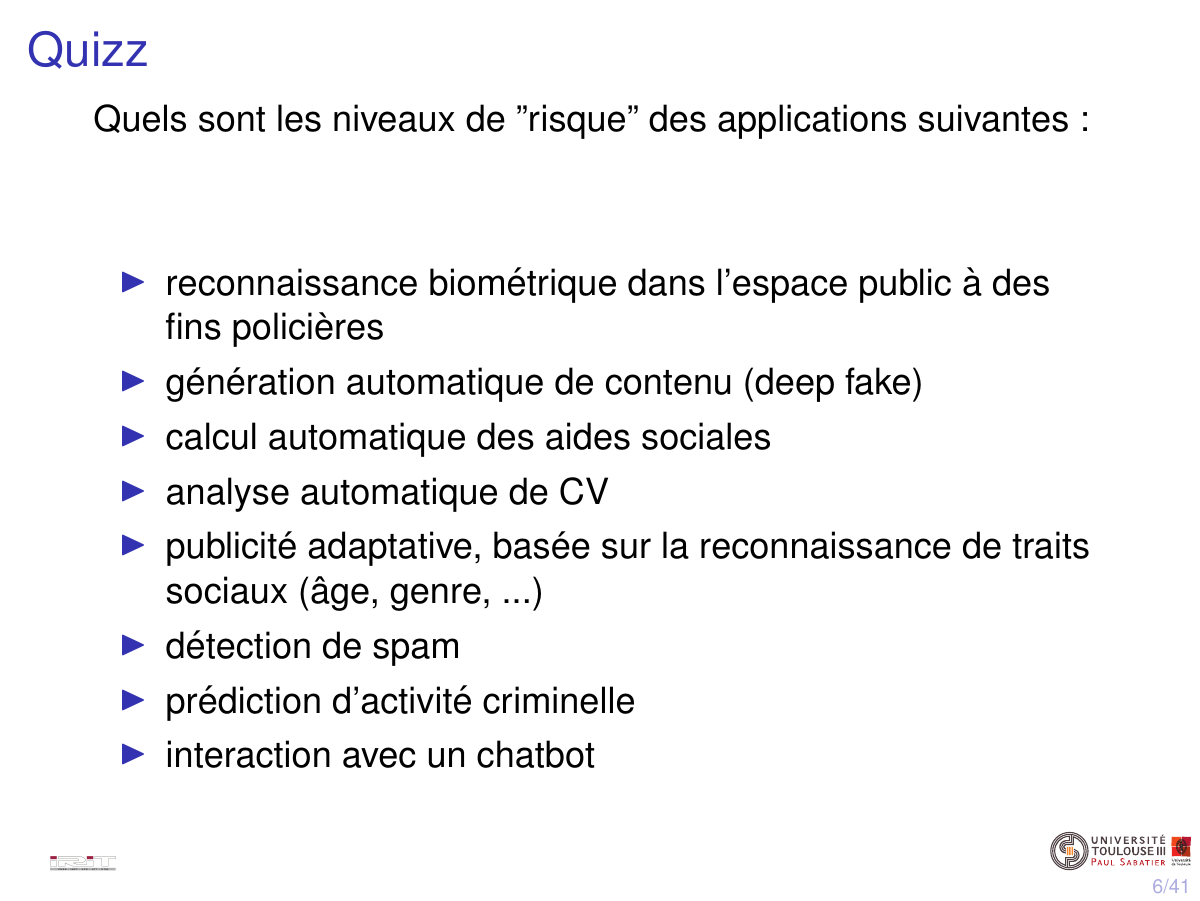 Quizz
Quels sont les niveaux de ”risque” des applications suivantes :
reconnaissance biométrique dans l’espace public à des
fins policières
génération automatique de contenu (deep fake)
calcul automatique des aides sociales
analyse automatique de CV
publicité adaptative, basée sur la reconnaissance de traits
sociaux (âge, genre, ...)
détection de spam
prédiction d’activité criminelle
interaction avec un chatbot
IRIT
UNIVERSITÉ
TOULOUSE III
PAUL SABATIER
6/41